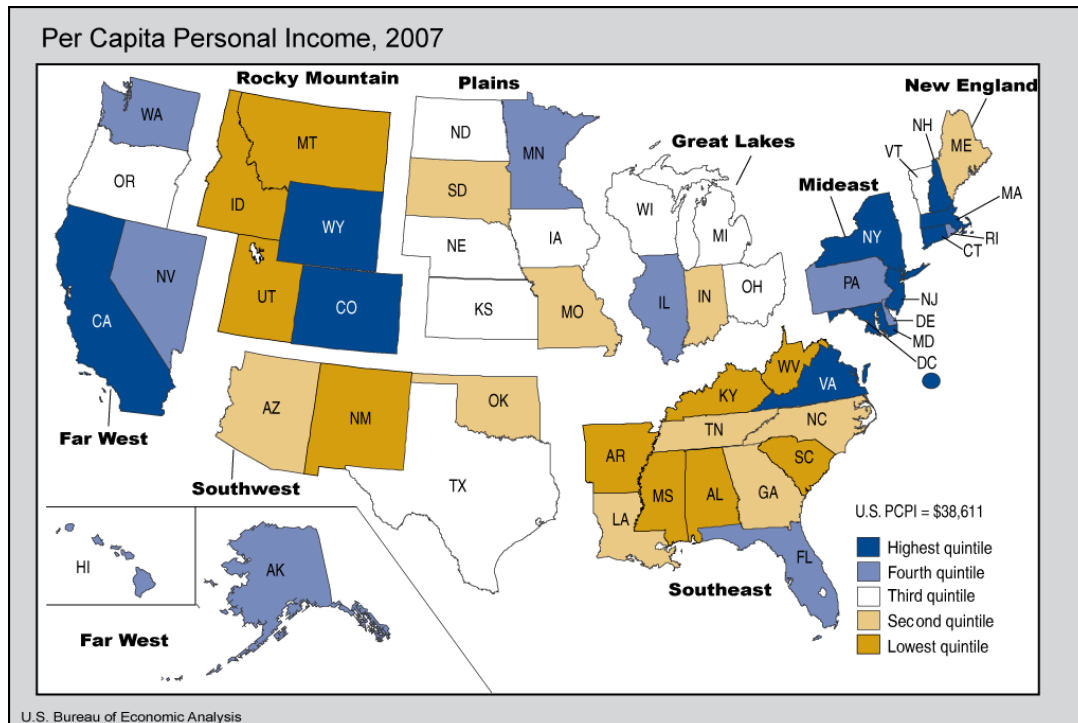 Per Capita Personal Income, 2007
Rocky Mountain
Plains
New England
Great Lakes
Mideast
WA
OR
CA
NV
MT
ID
WY
UT
CO
ND
SD
NE
KS
MN
IA
MO
WI
MI
IL
IN
OH
NH
VT
ME
MA
RI
CT
NY
PA
NJ
DE
MD
DC
Far West
AZ
NM
OK
TX
Southwest
WV
VA
KY
TN
NC
AR
SC
MS
AL
GA
LA
FL
Southeast
HI
AK
Far West
U.S. PCPI = $38,611
Highest quintile
Fourth quintile
Third quintile
Second quintile
Lowest quintile
U.S. Bureau of Economic Analysis